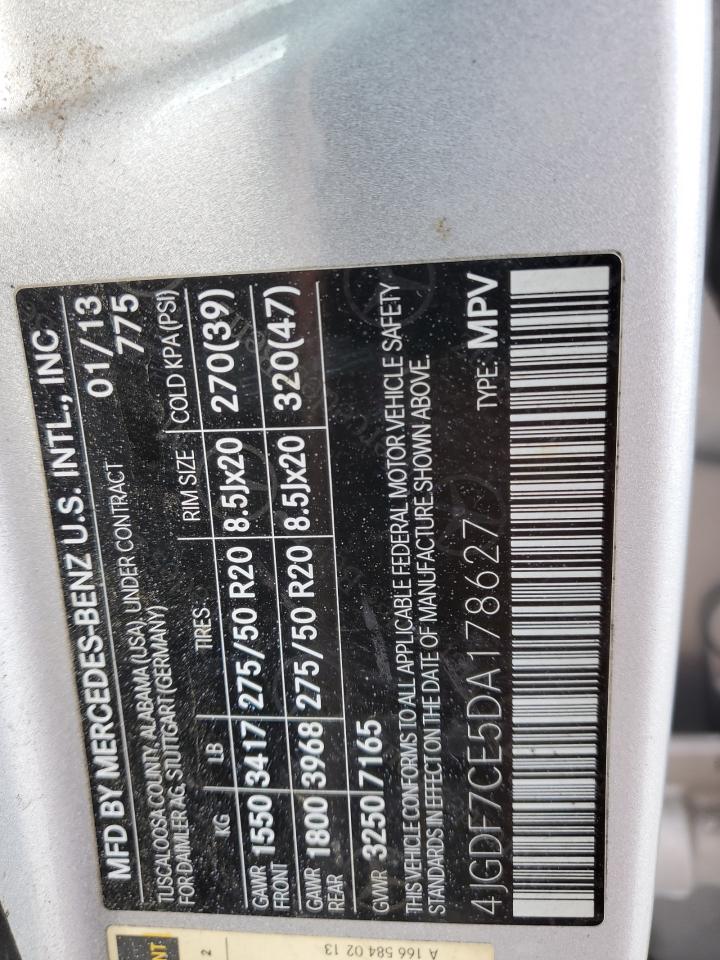 MFD BY MERCEDES-BENZ U.S. INTL., INC
TUSCALOOSA COUNTY, ALABAMA (USA), UNDER CONTRACT 01/13
FOR DAIMLER AG, STUTTGART (GERMANY) 775
KG LB TIRES RIM SIZE COLD KPA (PSI)
GAWR FRONT 1550 3417 275/50 R20 8.5Jx20 270(39)
GAWR REAR 1800 3968 275/50 R20 8.5Jx20 320(47)
GVWR 3250 7165
THIS VEHICLE CONFORMS TO ALL APPLICABLE FEDERAL MOTOR VEHICLE SAFETY
STANDARDS IN EFFECT ON THE DATE OF MANUFACTURE SHOWN ABOVE.
4JGDF7CE5DA178627 TYPE: MPV
2
A 166 584 02 13